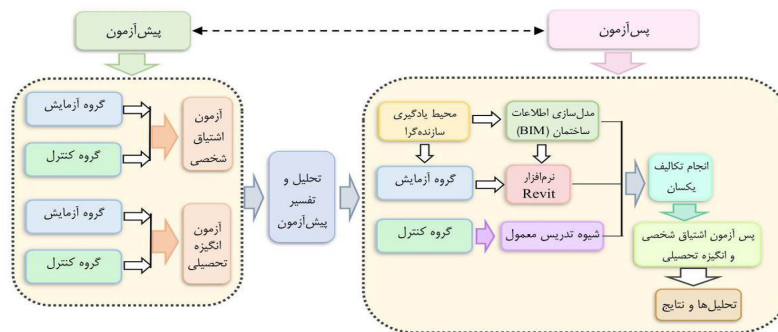 پیش‌آزمون
پس‌آزمون
گروه آزمایش
گروه کنترل
آزمون
اشتیاق
شخصی
گروه آزمایش
گروه کنترل
آزمون
انگیزه
تحصیلی
تحلیل و
تفسیر
پیش‌آزمون
محیط یادگیری
سازنده‌گرا
مدل‌سازی اطلاعات
ساختمان (BIM)
گروه آزمایش
نرم‌افزار
Revit
گروه کنترل
شیوه تدریس معمول
انجام تکالیف
یکسان
پس آزمون اشتیاق شخصی
و انگیزه تحصیلی
تحلیل‌ها و نتایج